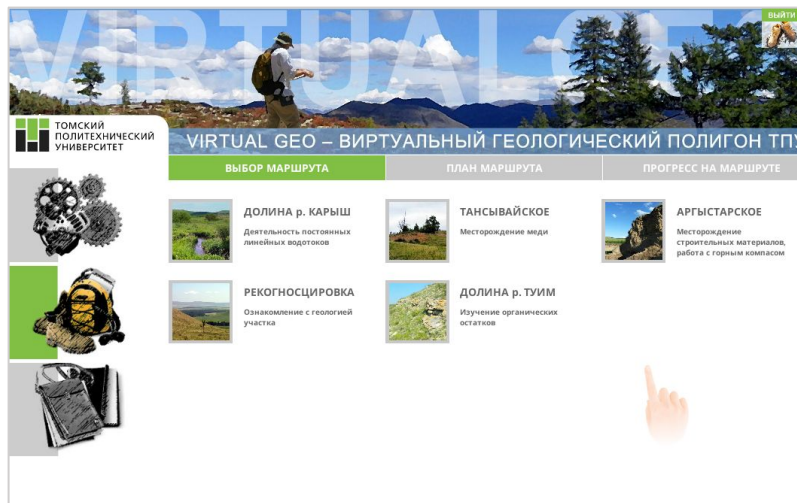 VIRTUAL GEO
ВЫЙТИ
ТОМСКИЙ
ПОЛИТЕХНИЧЕСКИЙ
УНИВЕРСИТЕТ
VIRTUAL GEO – ВИРТУАЛЬНЫЙ ГЕОЛОГИЧЕСКИЙ ПОЛИГОН ТПУ
ВЫБОР МАРШРУТА
ПЛАН МАРШРУТА
ПРОГРЕСС НА МАРШРУТЕ
ДОЛИНА р. КАРЫШ
Деятельность постоянных
линейных водотоков
ТАНСЫВАЙСКОЕ
Месторождение меди
АРГЫСТАРСКОЕ
Месторождение
строительных материалов,
работа с горным компасом
РЕКОГНОСЦИРОВКА
Ознакомление с геологией
участка
ДОЛИНА р. ТУИМ
Изучение органических
остатков